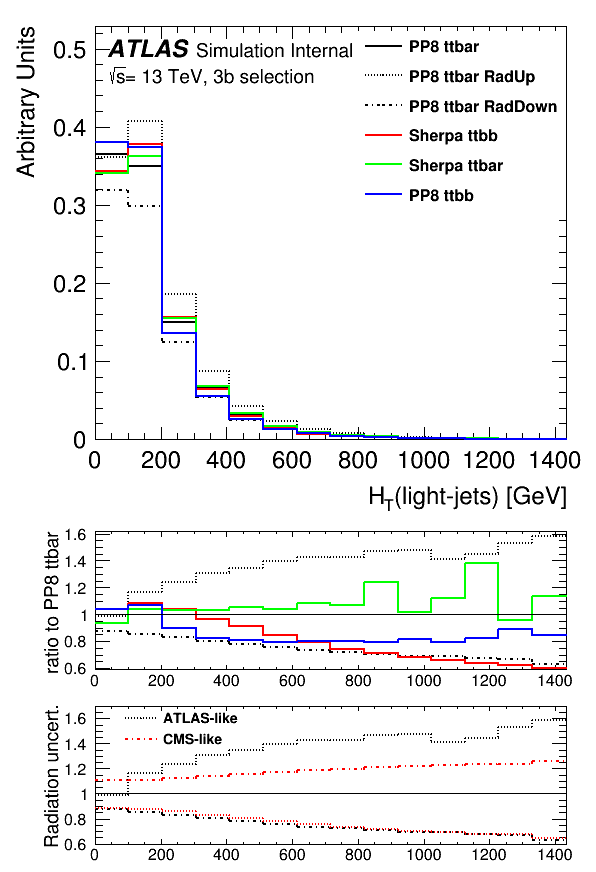 ATLAS Simulation Internal
√s= 13 TeV, 3b selection
PP8 ttbar
PP8 ttbar RadUp
PP8 ttbar RadDown
Sherpa ttbb
Sherpa ttbar
PP8 ttbb
Arbitrary Units
0.5
0.4
0.3
0.2
0.1
0
0 200 400 600 800 1000 1200 1400
H_T(light-jets) [GeV]
ratio to PP8 ttbar
1.6
1.4
1.2
1
0.8
0.6
0 200 400 600 800 1000 1200 1400
Radiation uncert.
ATLAS-like
CMS-like
1.6
1.4
1.2
1
0.8
0.6
0 200 400 600 800 1000 1200 1400